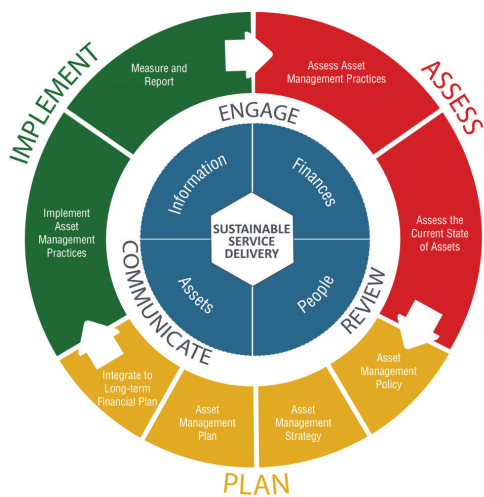 IMPLEMENT
Measure and
Report
Assess Asset
Management Practices
ASSESS
ENGAGE
Information
Finances
Implement
Asset
Management
Practices
SUSTAINABLE
SERVICE
DELIVERY
Assess the
Current State
of Assets
COMMUNICATE
Assets
People
REVIEW
Integrate to
Long-term
Financial Plan
Asset
Management
Plan
Asset
Management
Strategy
Asset
Management
Policy
PLAN